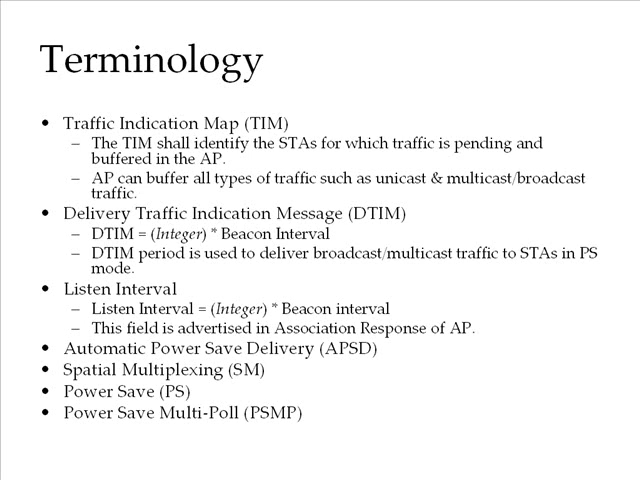 Terminology
• Traffic Indication Map (TIM)
– The TIM shall identify the STAs for which traffic is pending and
buffered in the AP.
– AP can buffer all types of traffic such as unicast & multicast/broadcast
traffic.
• Delivery Traffic Indication Message (DTIM)
– DTIM = (Integer) * Beacon Interval
– DTIM period is used to deliver broadcast/multicast traffic to STAs in PS
mode.
• Listen Interval
– Listen Interval = (Integer) * Beacon interval
– This field is advertised in Association Response of AP.
• Automatic Power Save Delivery (APSD)
• Spatial Multiplexing (SM)
• Power Save (PS)
• Power Save Multi-Poll (PSMP)